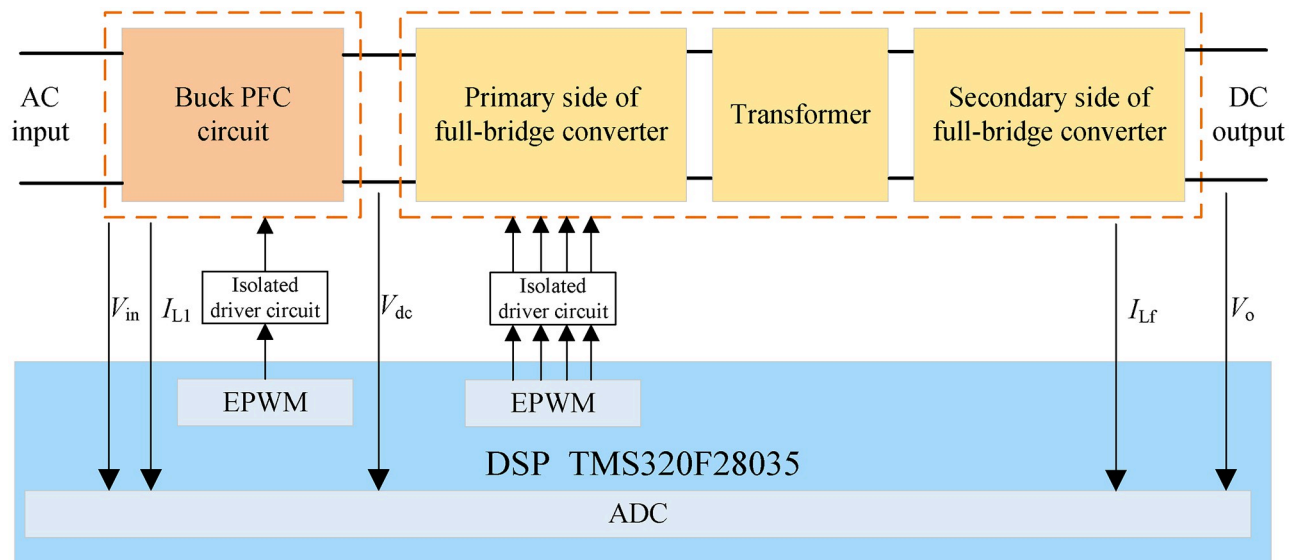 AC
input
Buck PFC
circuit
Primary side of
full-bridge converter
Transformer
Secondary side of
full-bridge converter
DC
output
Vin
IL1
Isolated
driver circuit
Vdc
Isolated
driver circuit
ILf
Vo
EPWM
EPWM
DSP TMS320F28035
ADC